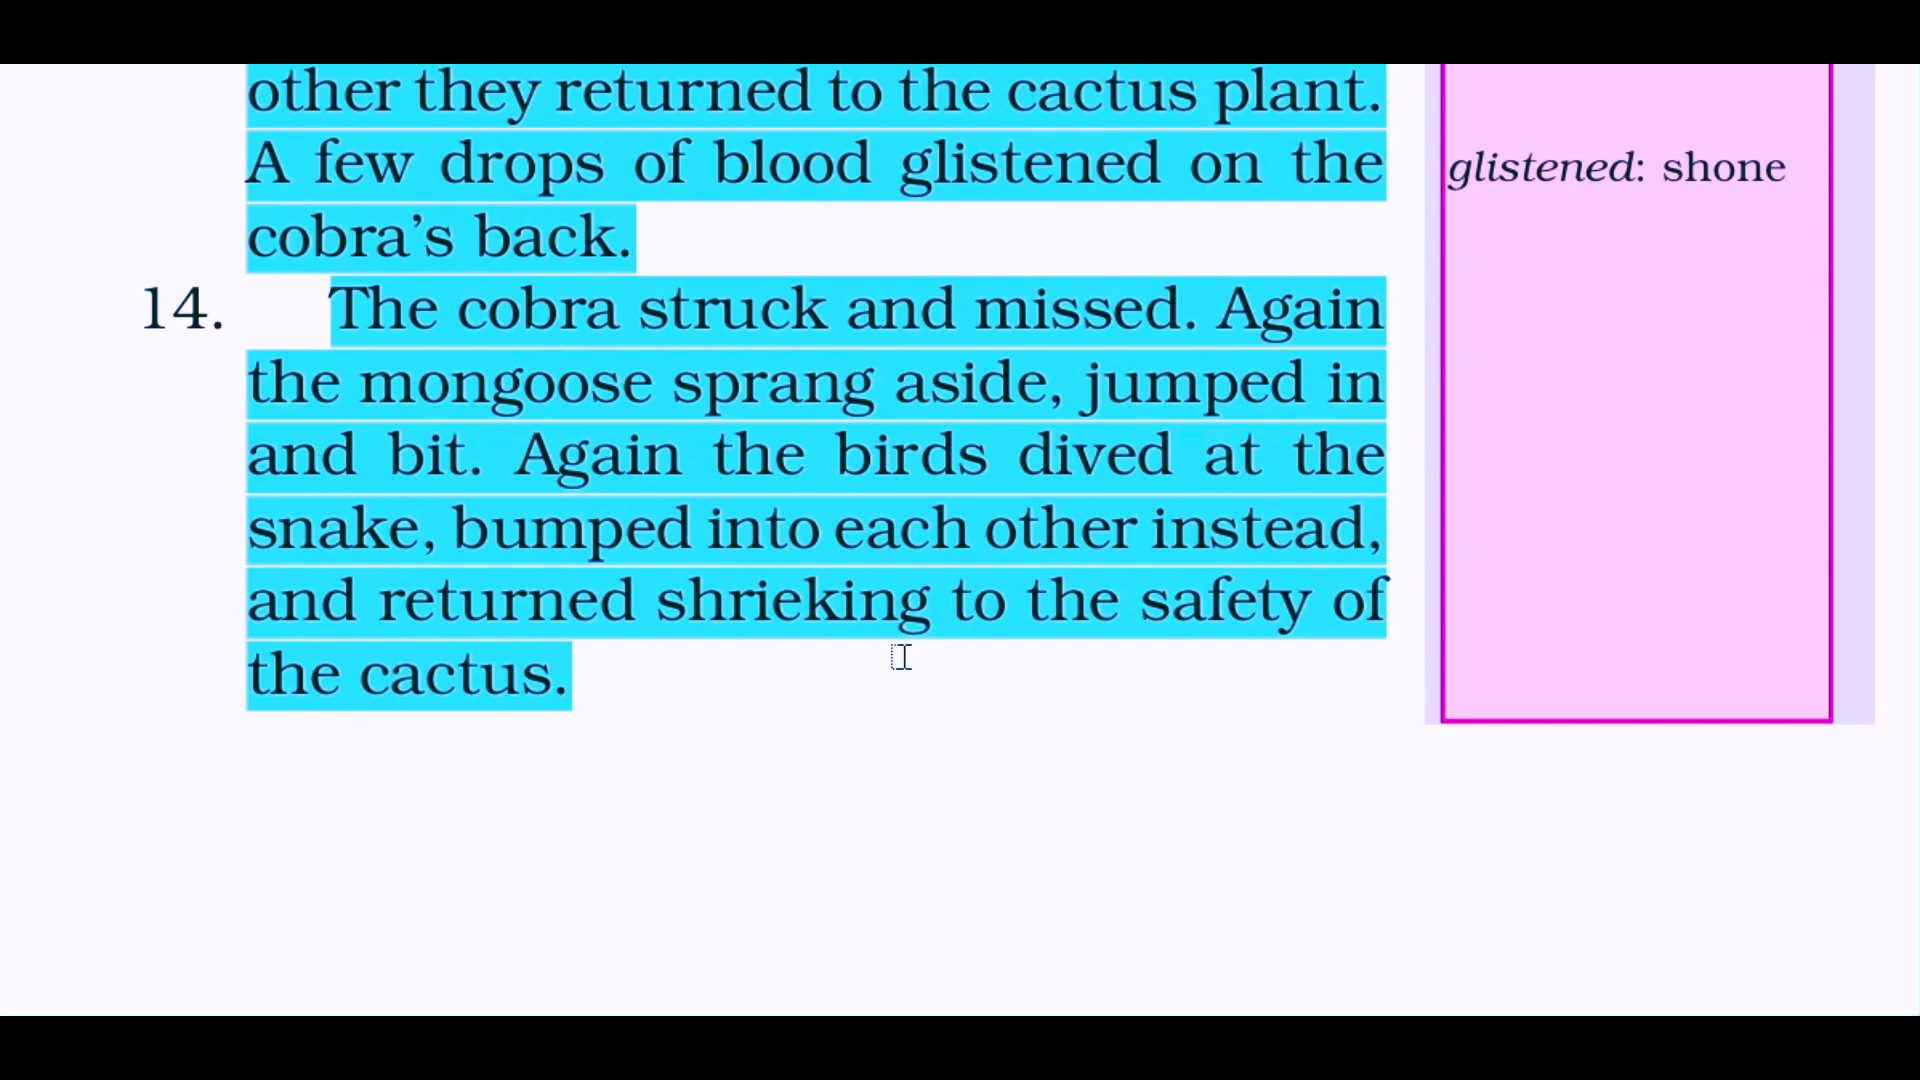 other they returned to the cactus plant.
A few drops of blood glistened on the
cobra’s back.
14. The cobra struck and missed. Again
the mongoose sprang aside, jumped in
and bit. Again the birds dived at the
snake, bumped into each other instead,
and returned shrieking to the safety of
the cactus.
glistened: shone